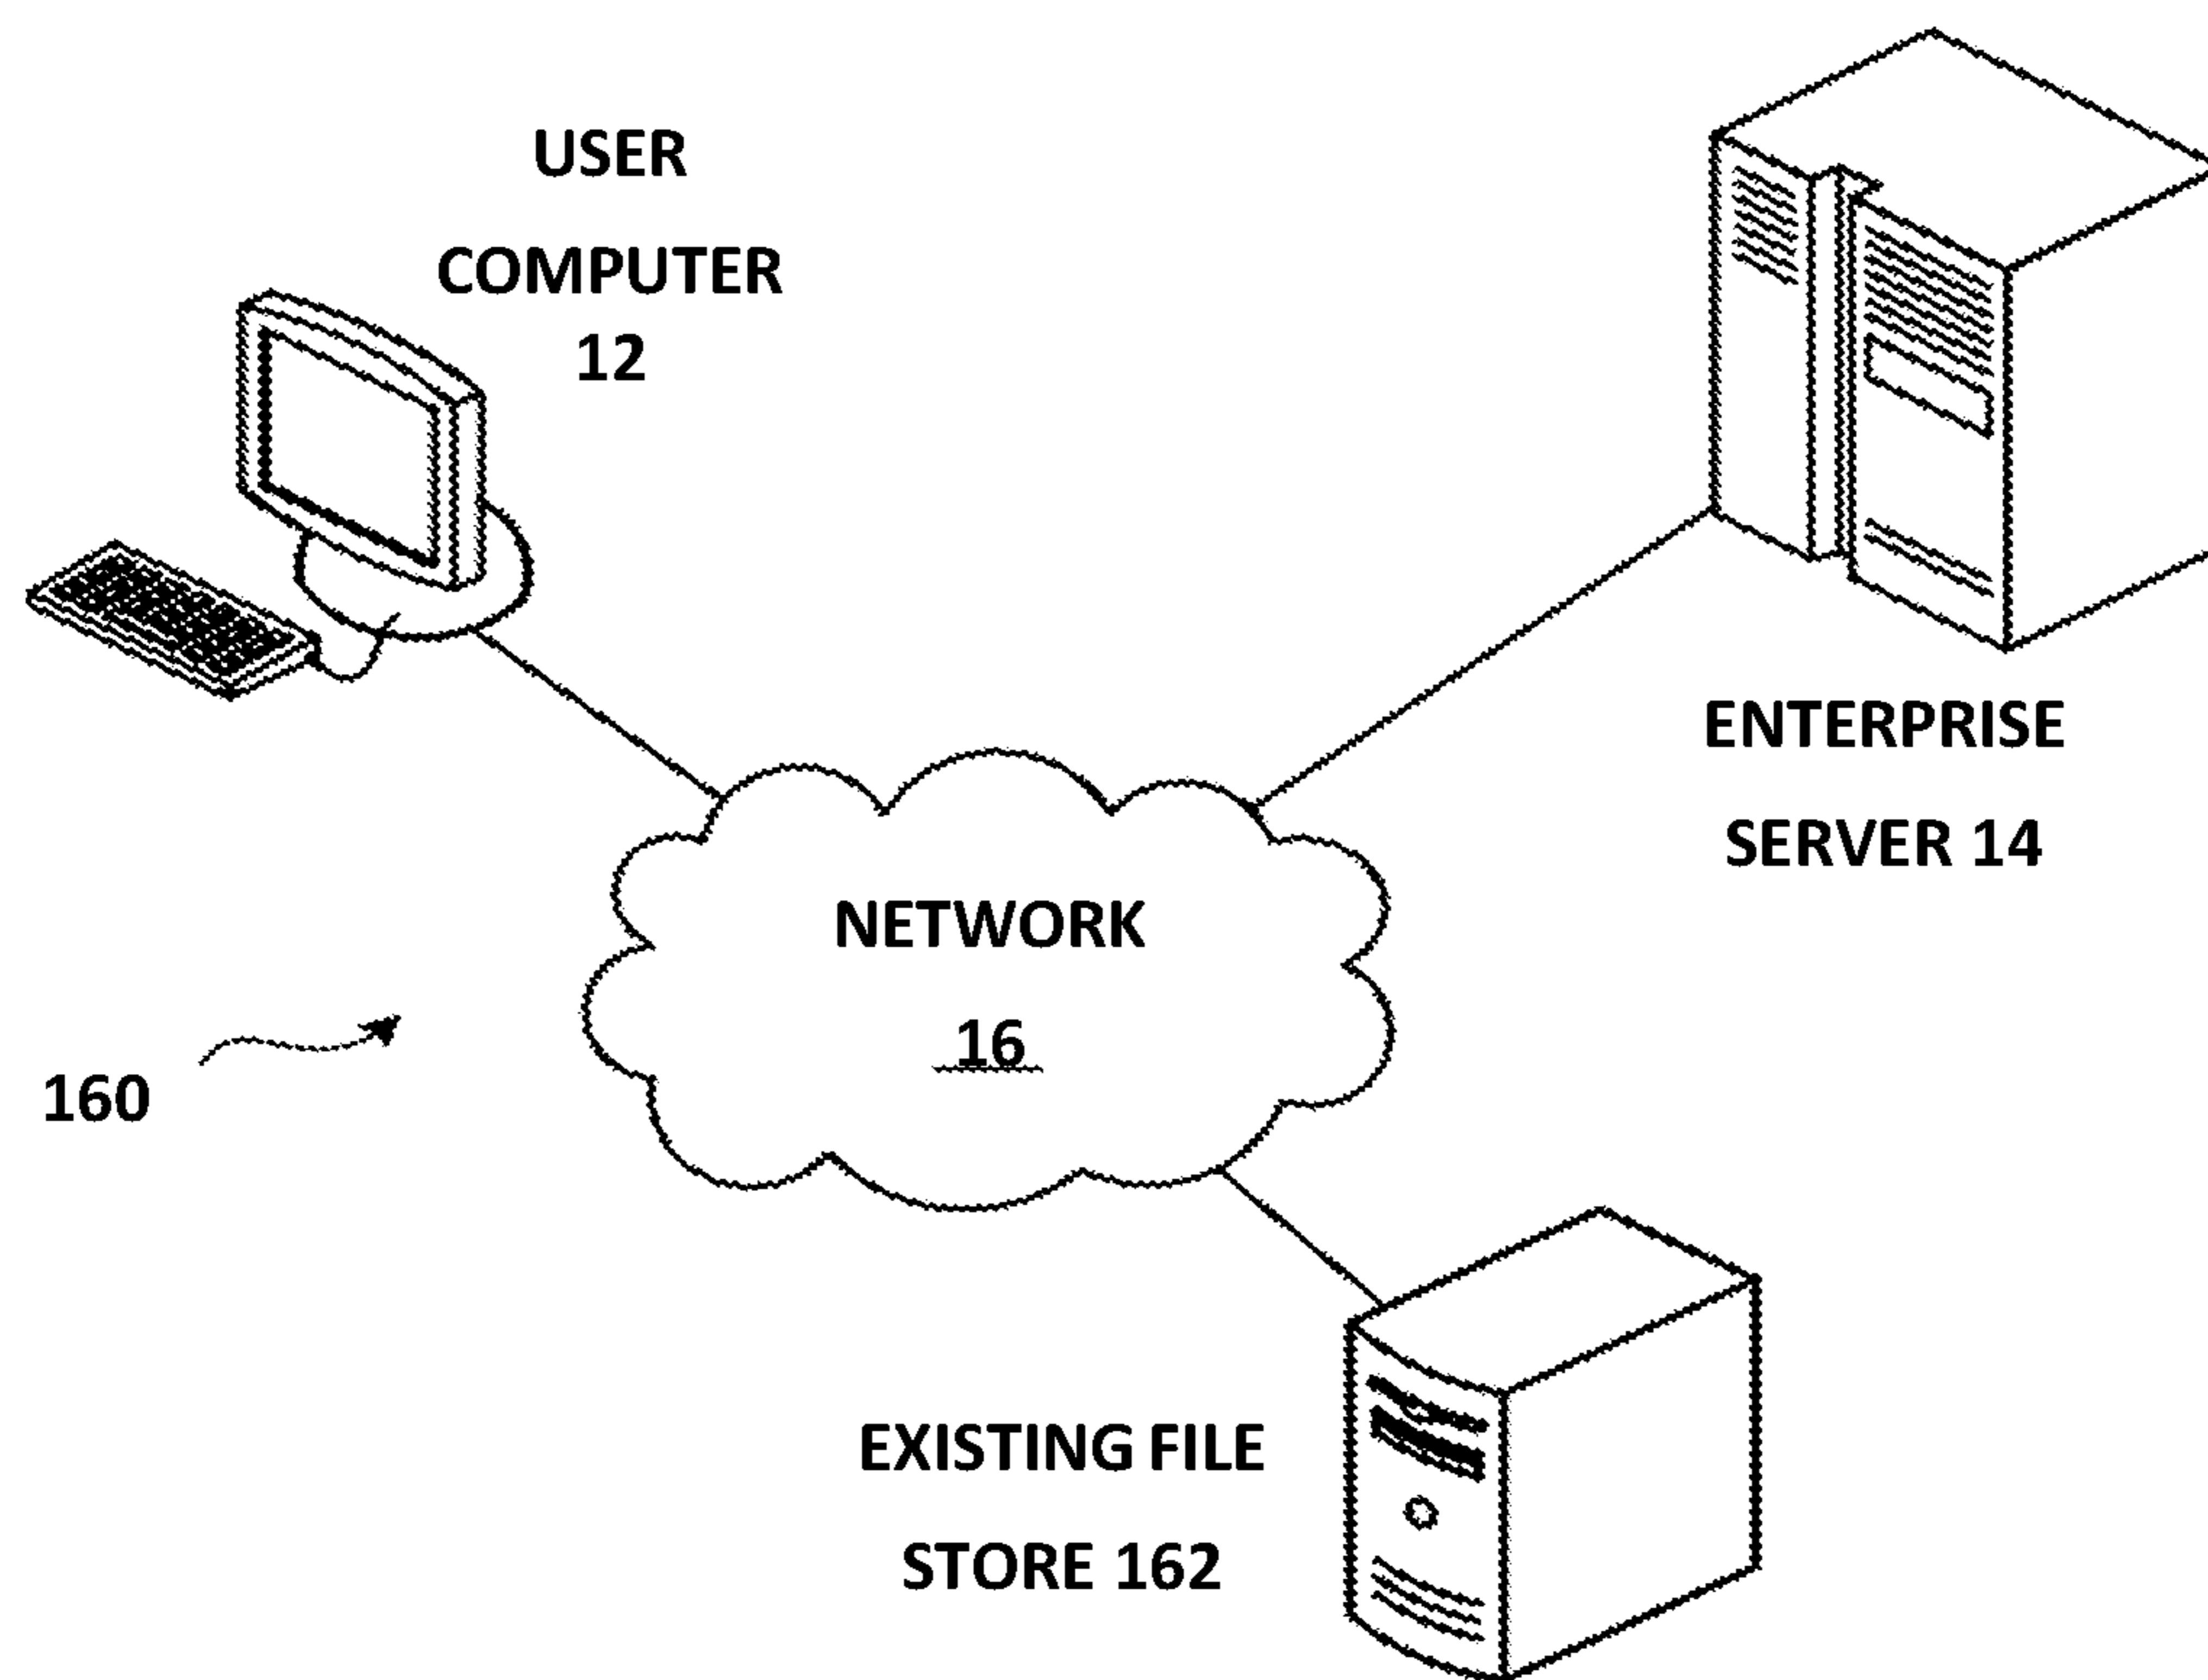 USER
COMPUTER
12
ENTERPRISE
SERVER 14
NETWORK
16
160
EXISTING FILE
STORE 162